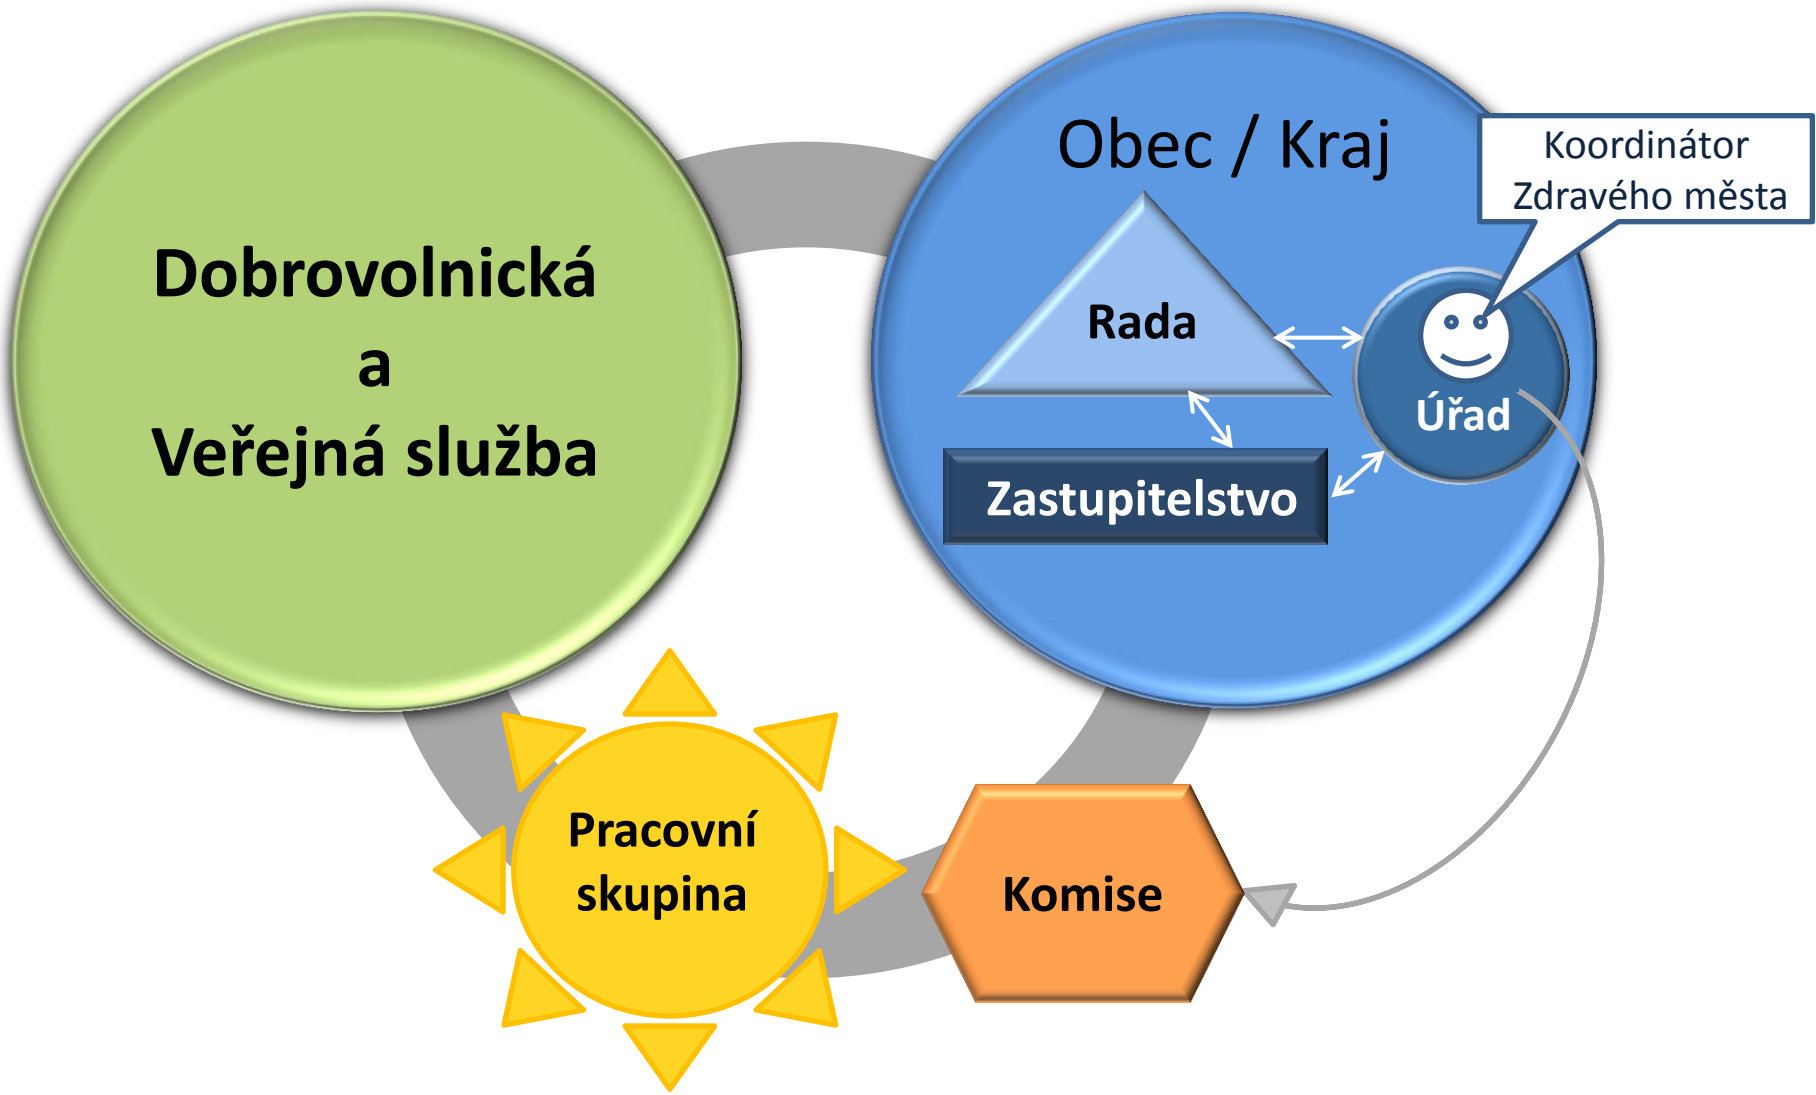 Dobrovolnická
a
Veřejná služba
Obec / Kraj
Koordinátor
Zdravého města
Rada
Úřad
Zastupitelstvo
Pracovní
skupina
Komise